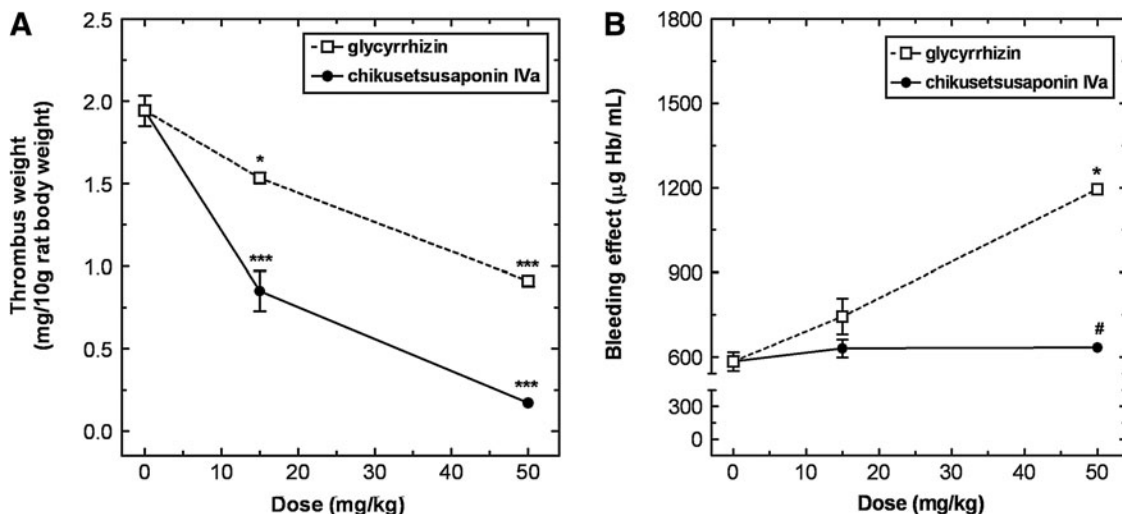 A
Thrombus weight
(mg/10g rat body weight)
2.5
2.0
1.5
1.0
0.5
0.0
glycyrrhizin
chikusetsusaponin IVa
*
***
***
***
0
10
20
30
40
50
Dose (mg/kg)
B
Bleeding effect (µg Hb/ mL)
1800
1500
1200
900
600
300
0
glycyrrhizin
chikusetsusaponin IVa
*
#
0
10
20
30
40
50
Dose (mg/kg)